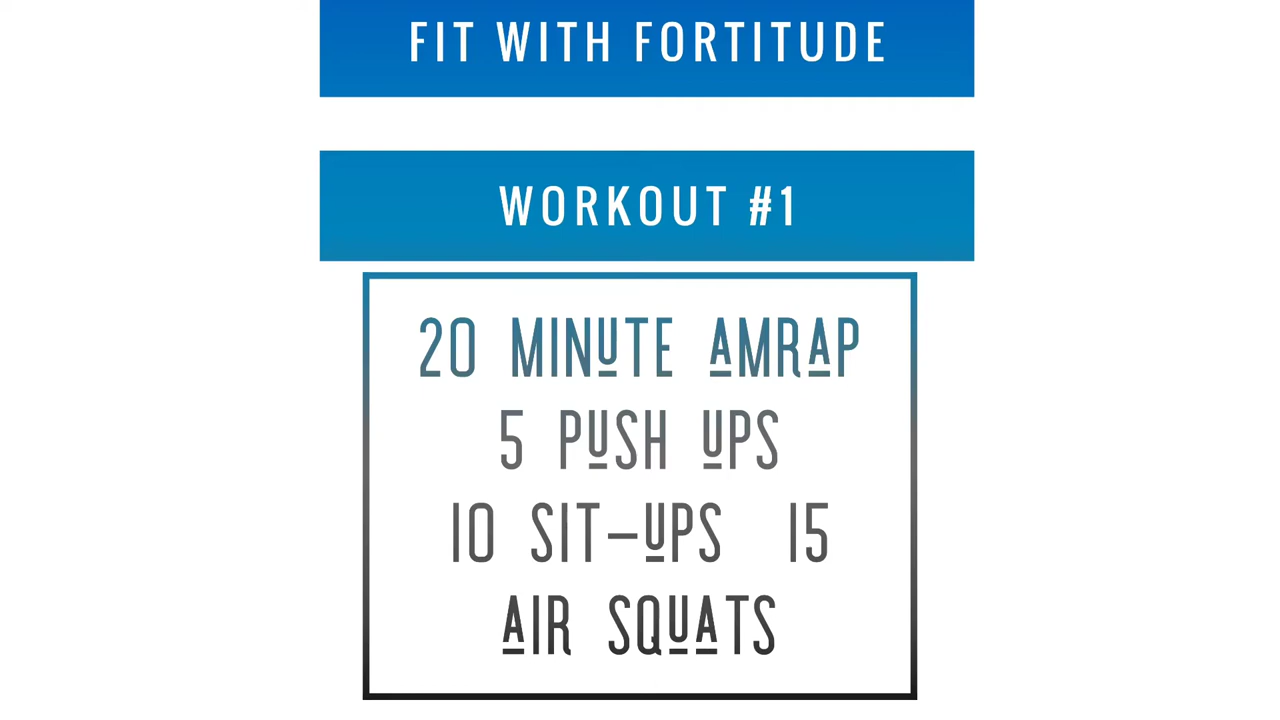 FIT WITH FORTITUDE
WORKOUT #1
20 MINUTE AMRAP
5 PUSH UPS
10 SIT-UPS 15
AIR SQUATS